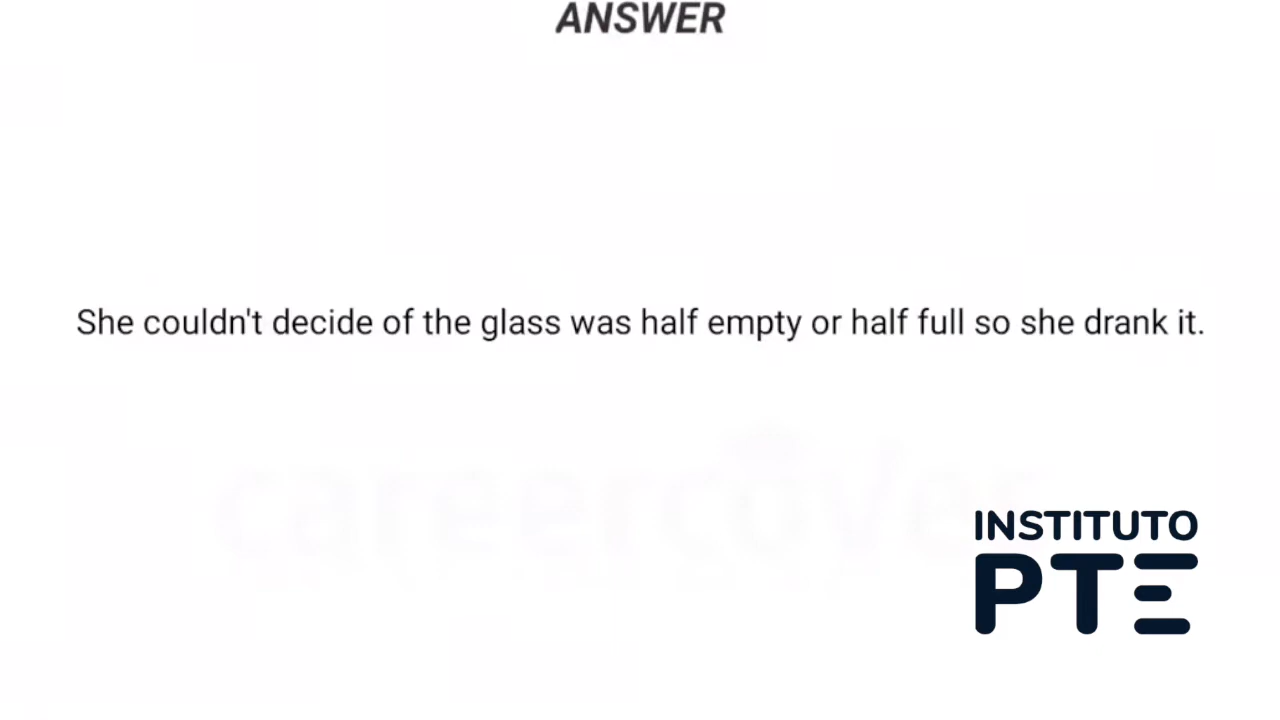 ANSWER
She couldn't decide of the glass was half empty or half full so she drank it.
careercover
INSTITUTO
PTE